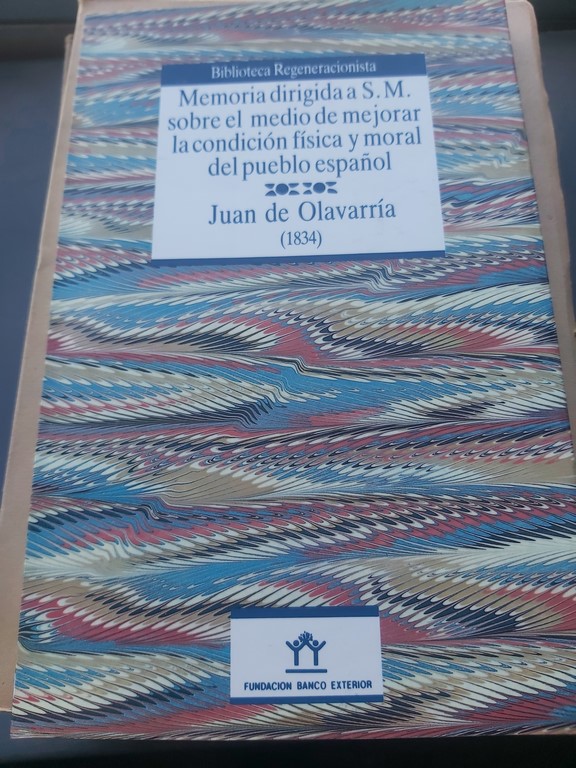 Biblioteca Regeneracionista
Memoria dirigida a S. M.
sobre el medio de mejorar
la condición física y moral
del pueblo español
Juan de Olavarría
(1834)
FUNDACION BANCO EXTERIOR